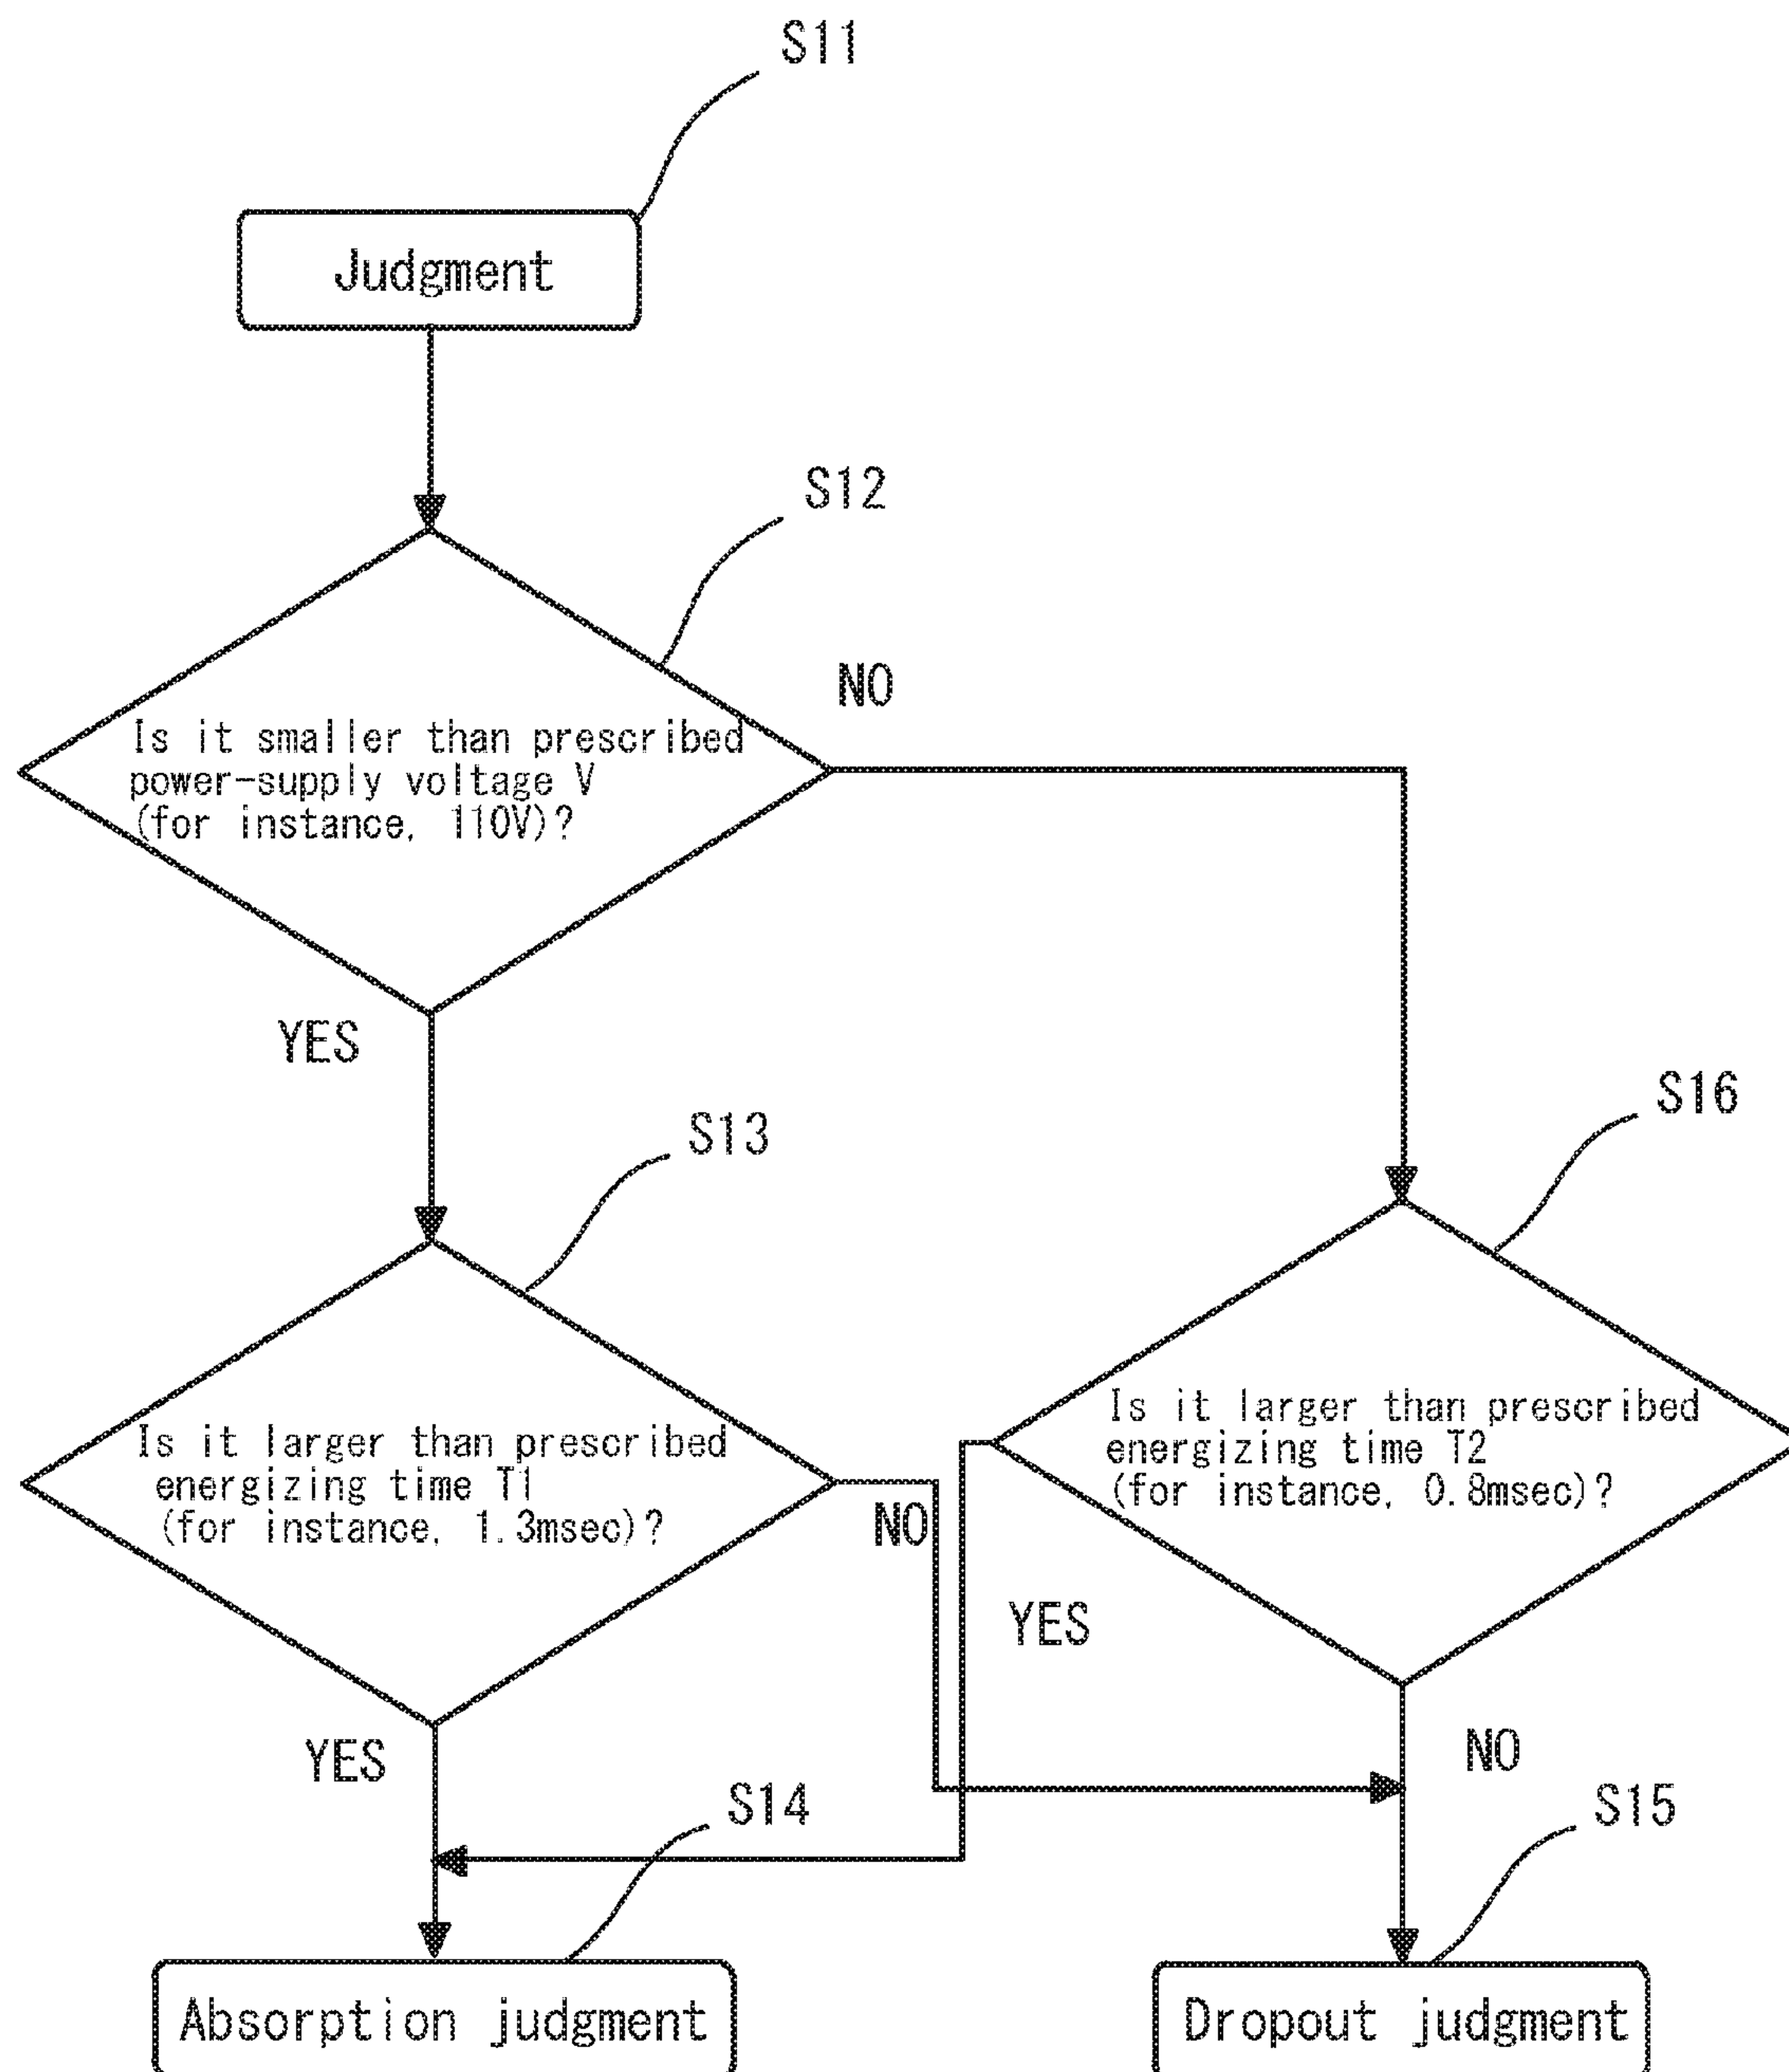 S11
Judgment
S12
NO
Is it smaller than prescribed
power-supply voltage V
(for instance, 110V)?
YES
S16
S13
Is it larger than prescribed
energizing time T2
(for instance, 0.8msec)?
Is it larger than prescribed
energizing time T1
(for instance, 1.3msec)?
NO
YES
YES
NO
S14
S15
Absorption judgment
Dropout judgment